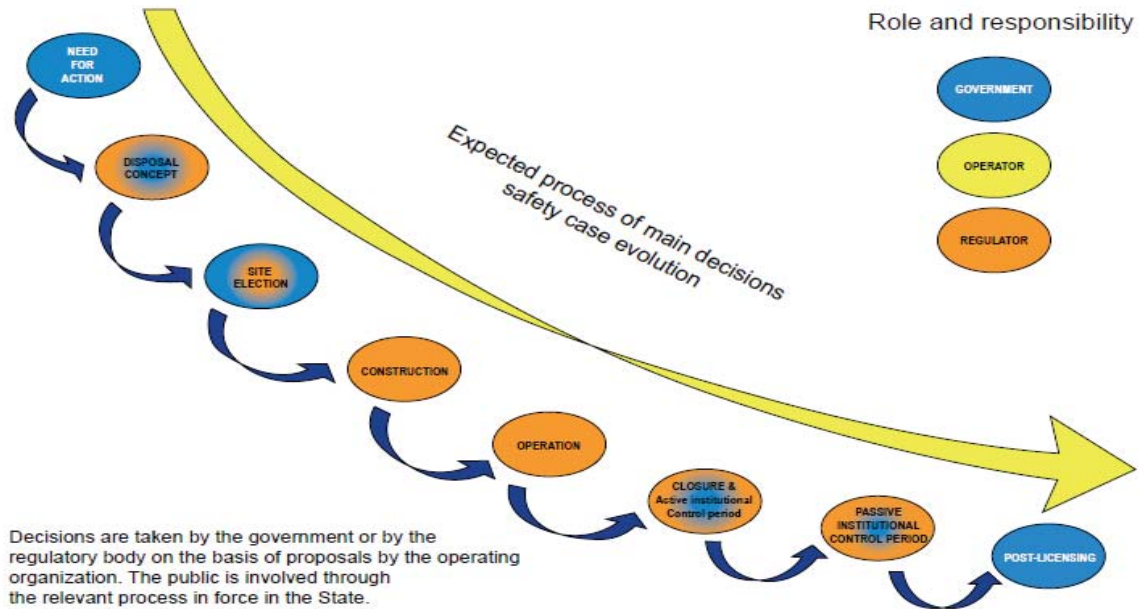 Role and responsibility
NEED
FOR
ACTION
GOVERNMENT
DISPOSAL
CONCEPT
OPERATOR
Expected process of main decisions
safety case evolution
REGULATOR
SITE
ELECTION
CONSTRUCTION
OPERATION
CLOSURE &
Active institutional
Control period
PASSIVE
INSTITUTIONAL
CONTROL PERIOD
POST-LICENSING
Decisions are taken by the government or by the
regulatory body on the basis of proposals by the operating
organization. The public is involved through
the relevant process in force in the State.